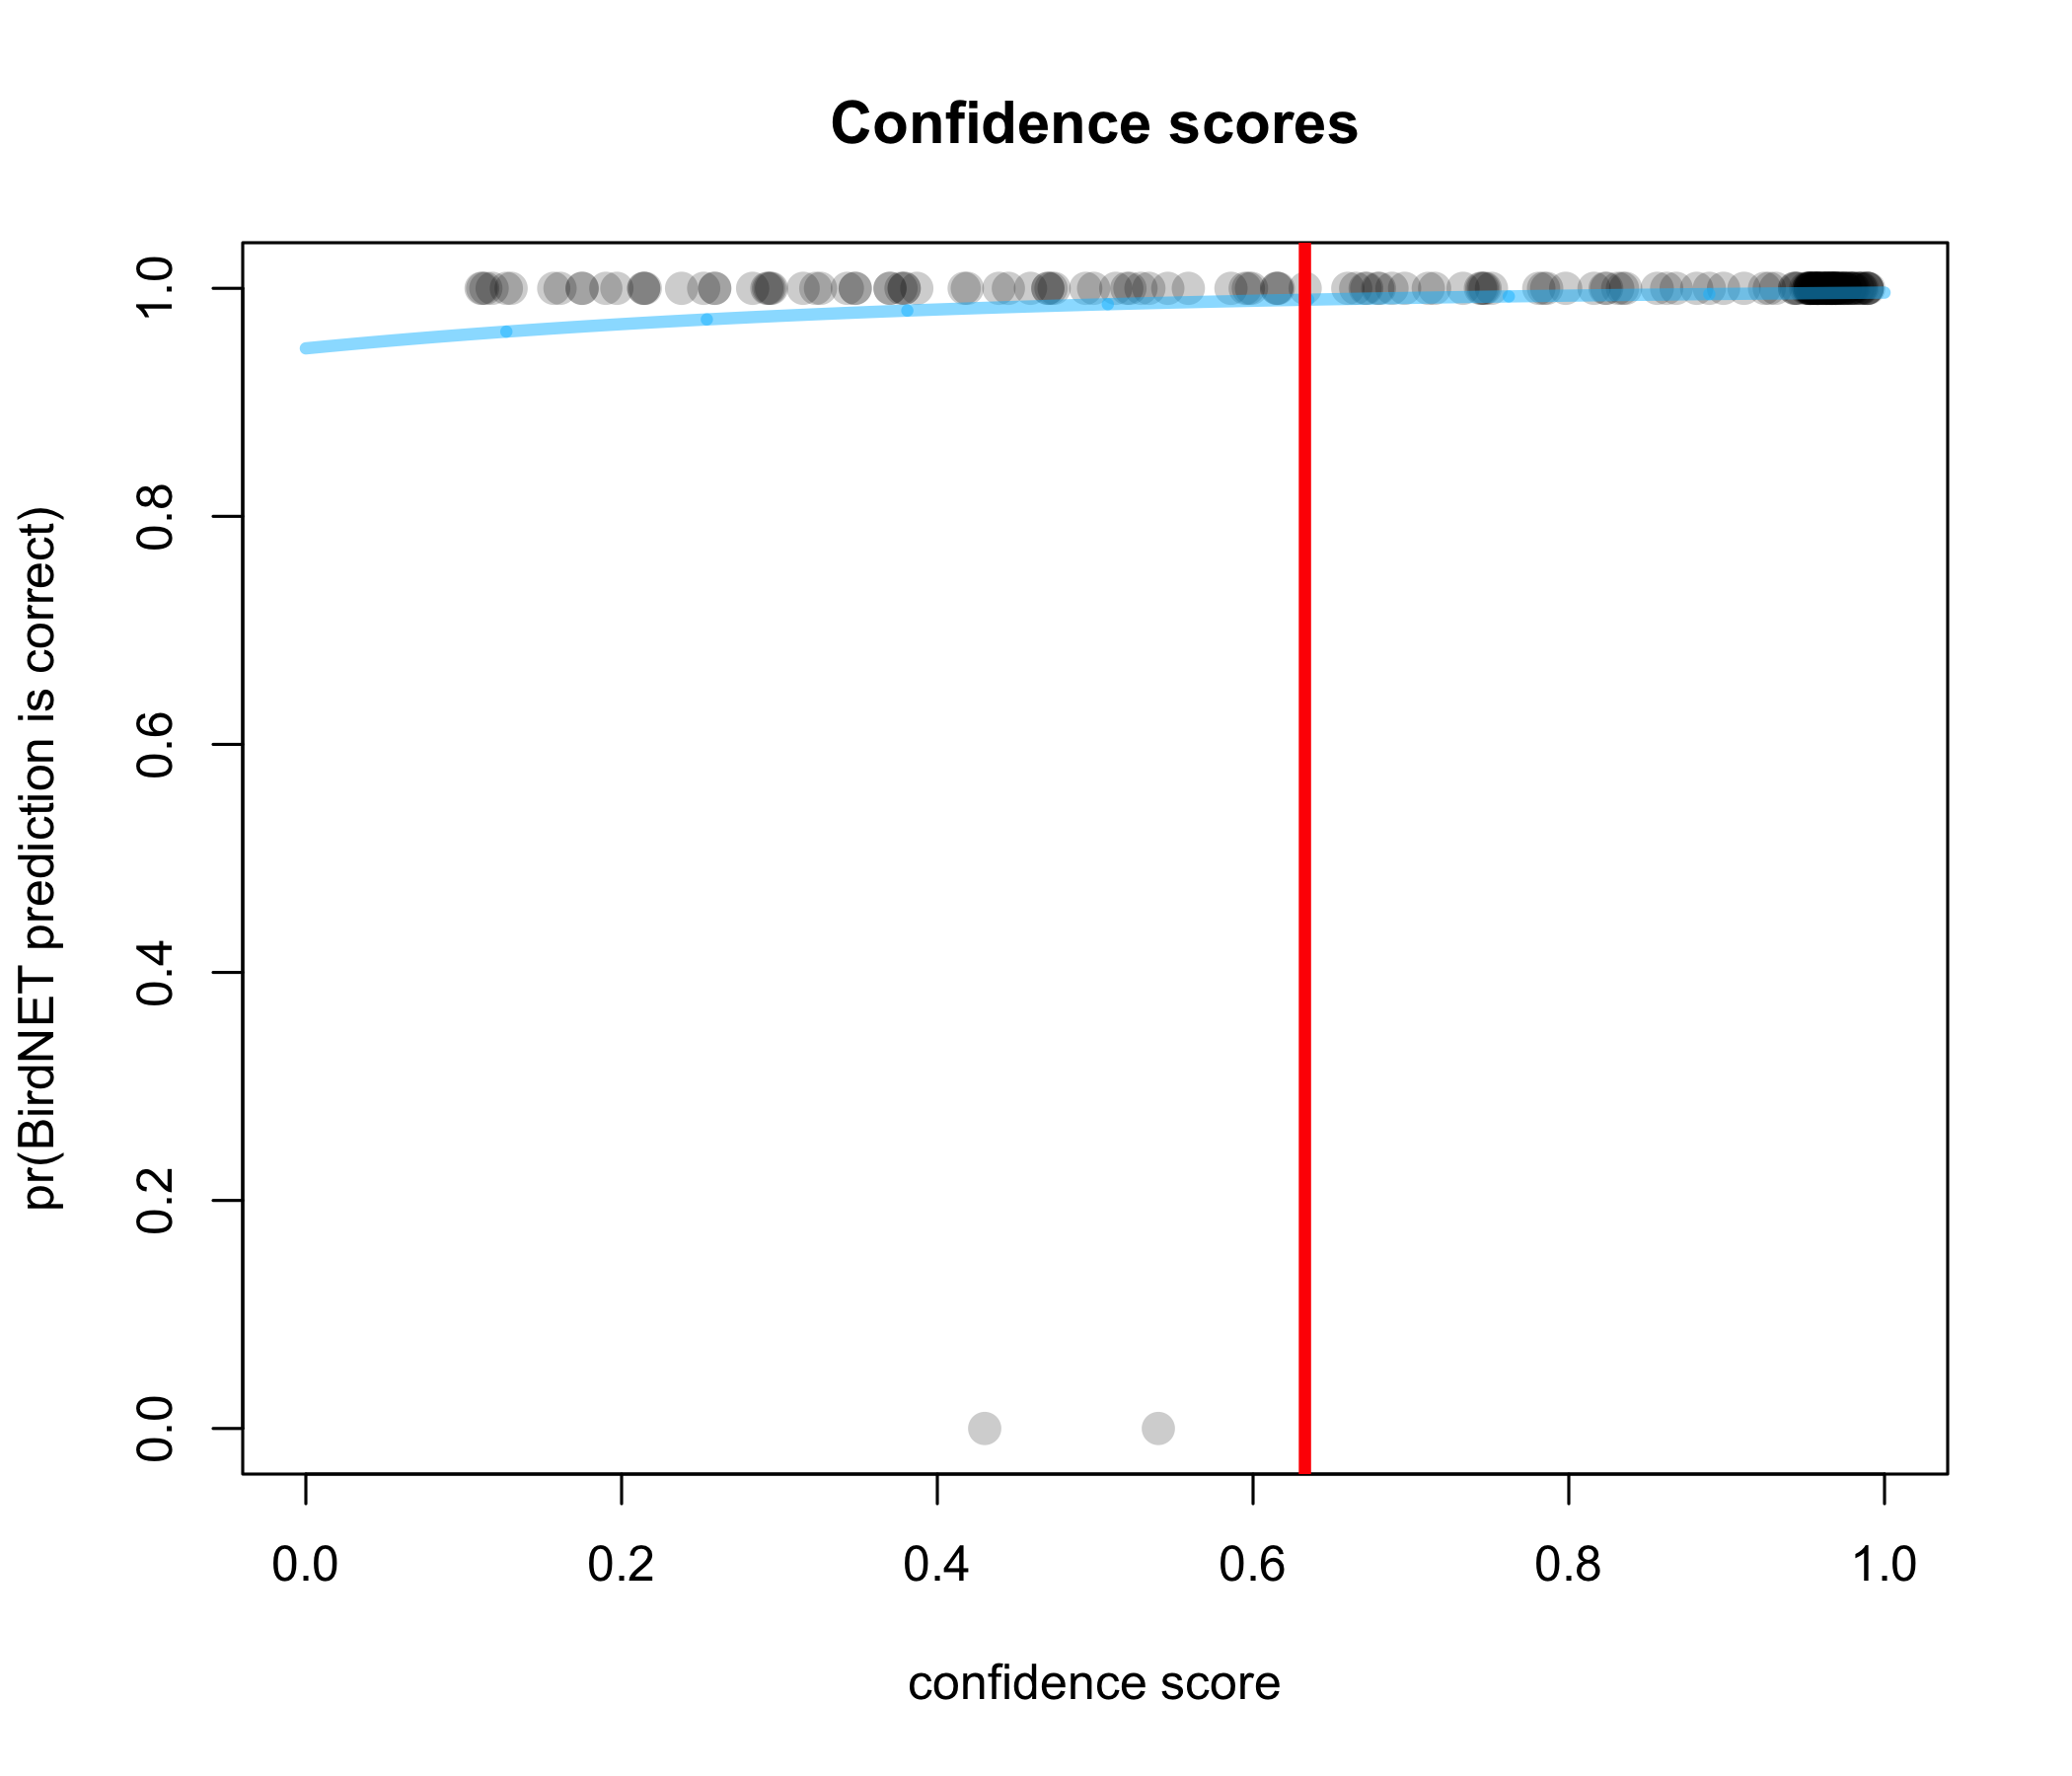 Confidence scores
pr(BirdNET prediction is correct)
1.0
0.8
0.6
0.4
0.2
0.0
0.0 0.2 0.4 0.6 0.8 1.0
confidence score